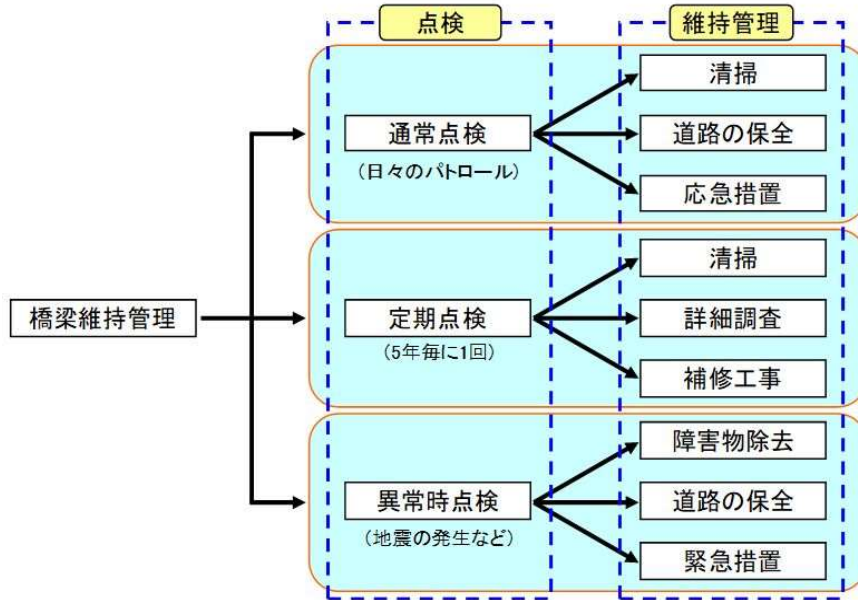 点検
維持管理
橋梁維持管理
通常点検
(日々のパトロール)
清掃
道路の保全
応急措置
定期点検
(5年毎に1回)
清掃
詳細調査
補修工事
異常時点検
(地震の発生など)
障害物除去
道路の保全
緊急措置